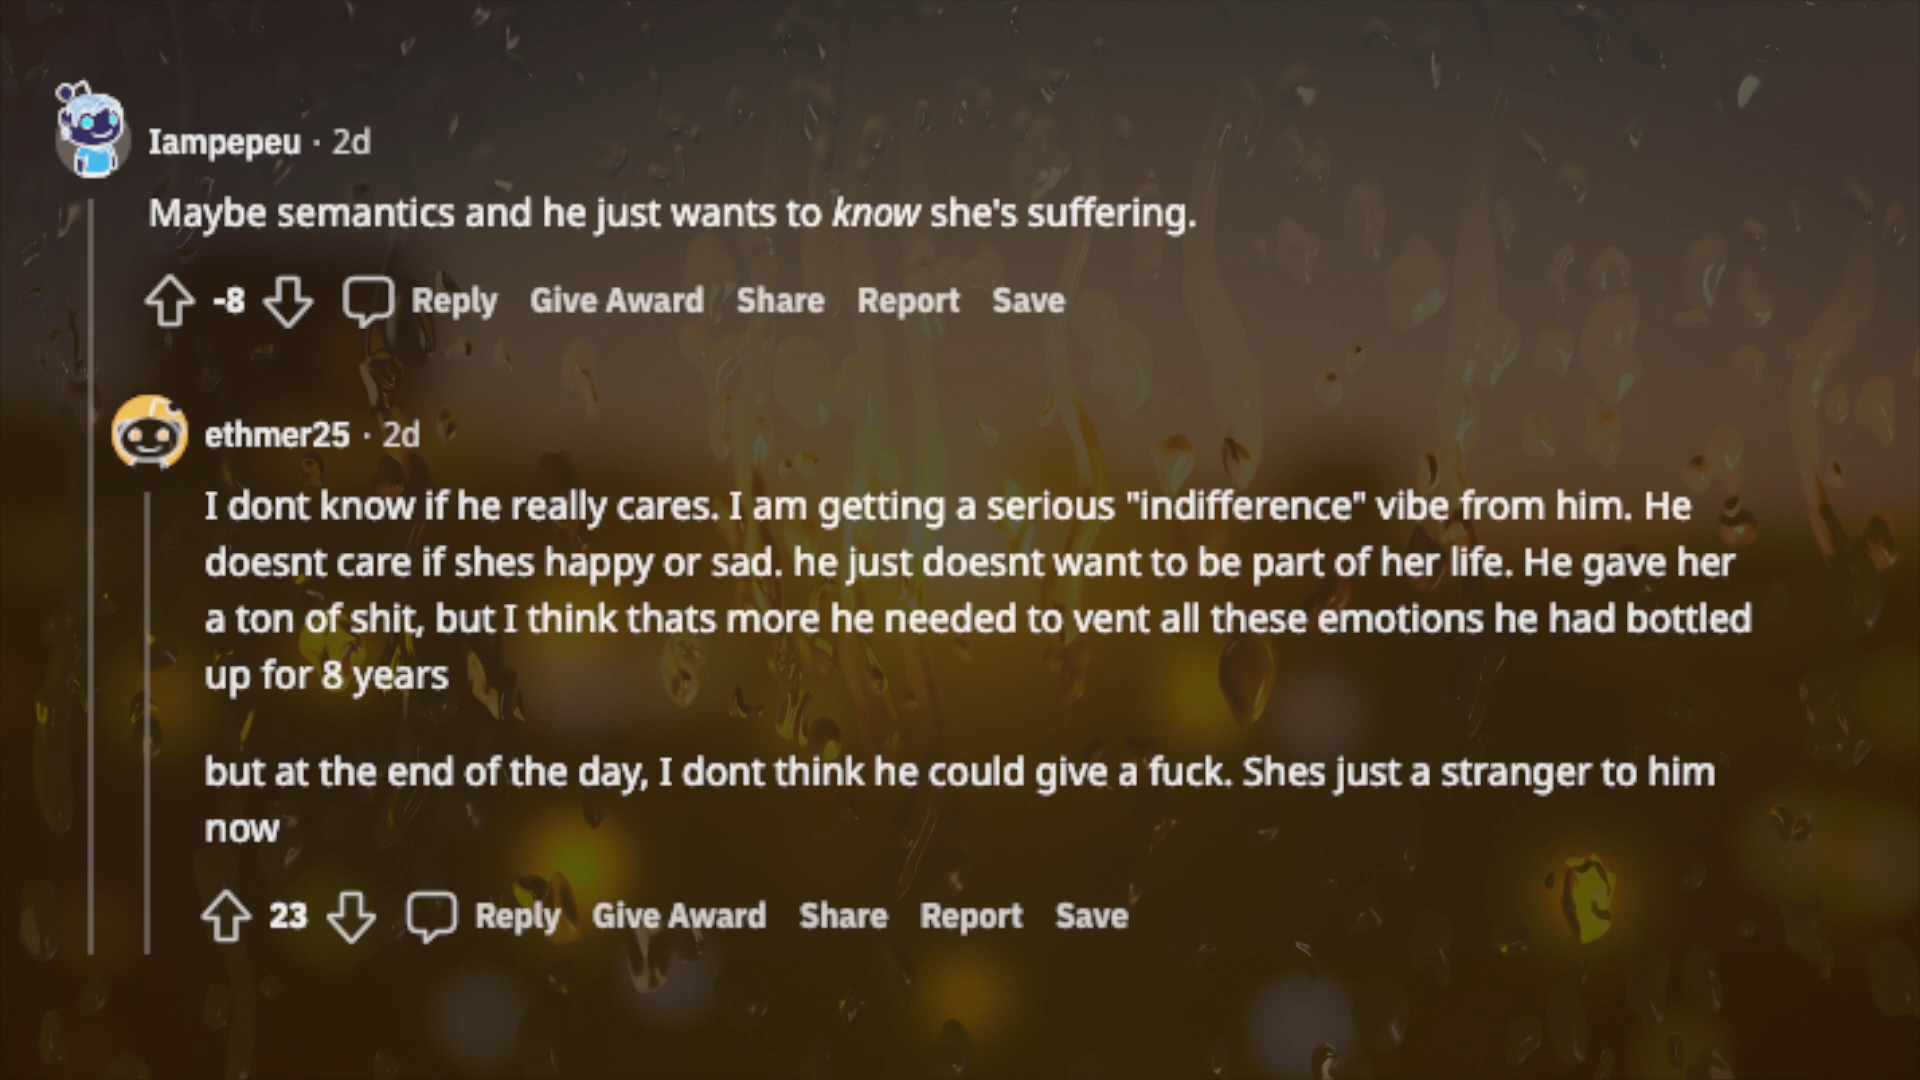 Iampepeu · 2d
Maybe semantics and he just wants to know she's suffering.
-8 Reply Give Award Share Report Save
ethmer25 · 2d
I dont know if he really cares. I am getting a serious "indifference" vibe from him. He
doesnt care if shes happy or sad. he just doesnt want to be part of her life. He gave her
a ton of shit, but I think thats more he needed to vent all these emotions he had bottled
up for 8 years
but at the end of the day, I dont think he could give a fuck. Shes just a stranger to him
now
23 Reply Give Award Share Report Save